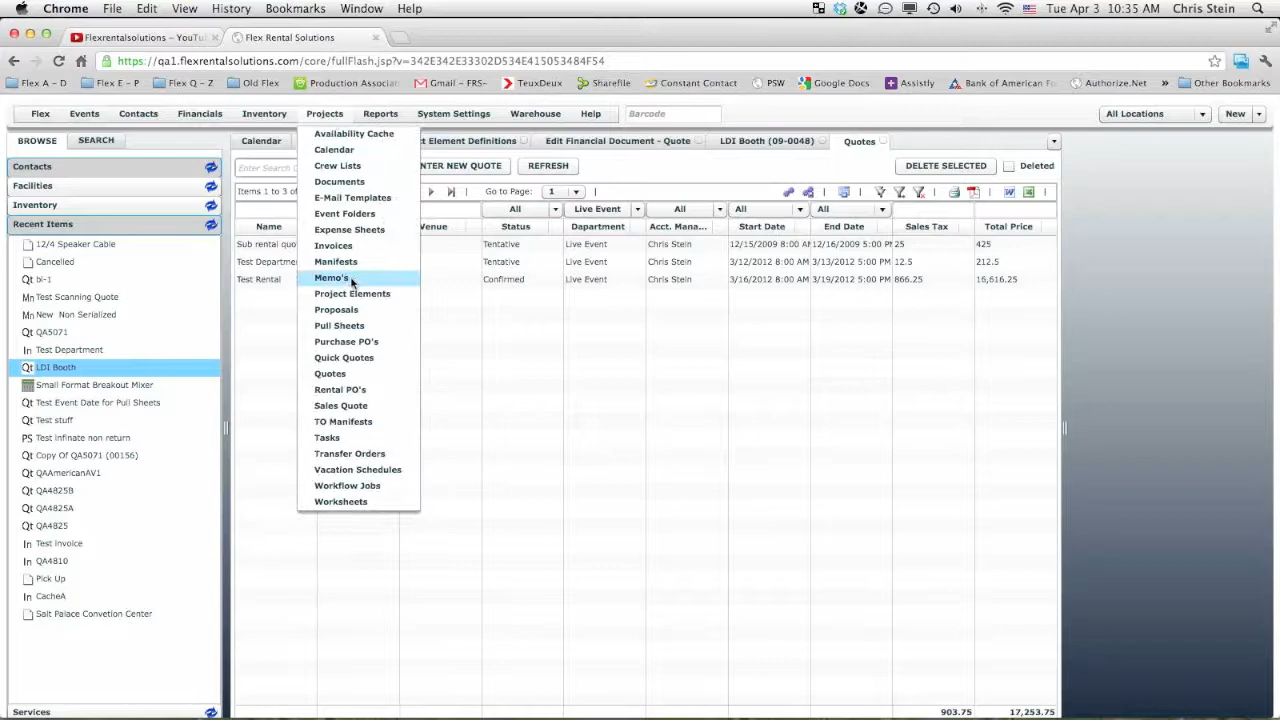 Chrome File Edit View History Bookmarks Window Help Tue Apr 3 10:35 AM Chris Stein
Flexrentalsolutions – YouTu
Flex Rental Solutions
https://qa1.flexrentalsolutions.com/core/fullFlash.jsp?v=342E342E33302D534E415053484F54
Flex A – D Flex E – P Flex Q – Z Old Flex Production Associat Gmail – FRS– TeuxDeux Sharefile Constant Contact PSW Google Docs Assistly Bank of American F Authorize.Net » Other Bookmarks
Flex Events Contacts Financials Inventory Projects Reports System Settings Warehouse Help Barcode All Locations New
BROWSE SEARCH
Calendar t Element Definitions Edit Financial Document - Quote LDI Booth (09-0048) Quotes
Enter Search NTER NEW QUOTE REFRESH DELETE SELECTED Deleted
Items 1 to 3 of Go to Page: 1
All Live Event All All All
Name Venue Status Department Acct. Mana... Start Date End Date Sales Tax Total Price
Sub rental quo Tentative Live Event Chris Stein 12/15/2009 8:00 AM 12/16/2009 5:00 PM 25 425
Test Departme Tentative Live Event Chris Stein 3/12/2012 8:00 AM 3/13/2012 5:00 PM 12.5 212.5
Test Rental Confirmed Live Event Chris Stein 3/16/2012 8:00 AM 3/19/2012 5:00 PM 866.25 16,616.25
903.75 17,253.75
Contacts
Facilities
Inventory
Recent Items
12/4 Speaker Cable
Cancelled
Qt bl-1
Mn Test Scanning Quote
Mn New Non Serialized
Qt QA5071
In Test Department
Qt LDI Booth
Small Format Breakout Mixer
Qt Test Event Date for Pull Sheets
Qt Test stuff
PS Test infinate non return
Qt Copy Of QA5071 (00156)
Qt QAAmericanAV1
Qt QA4825B
Qt QA4825A
Qt QA4825
In Test Invoice
In QA4810
Pick Up
In CacheA
Salt Palace Convetion Center
Services
Availability Cache
Calendar
Crew Lists
Documents
E-Mail Templates
Event Folders
Expense Sheets
Invoices
Manifests
Memo's
Project Elements
Proposals
Pull Sheets
Purchase PO's
Quick Quotes
Quotes
Rental PO's
Sales Quote
TO Manifests
Tasks
Transfer Orders
Vacation Schedules
Workflow Jobs
Worksheets